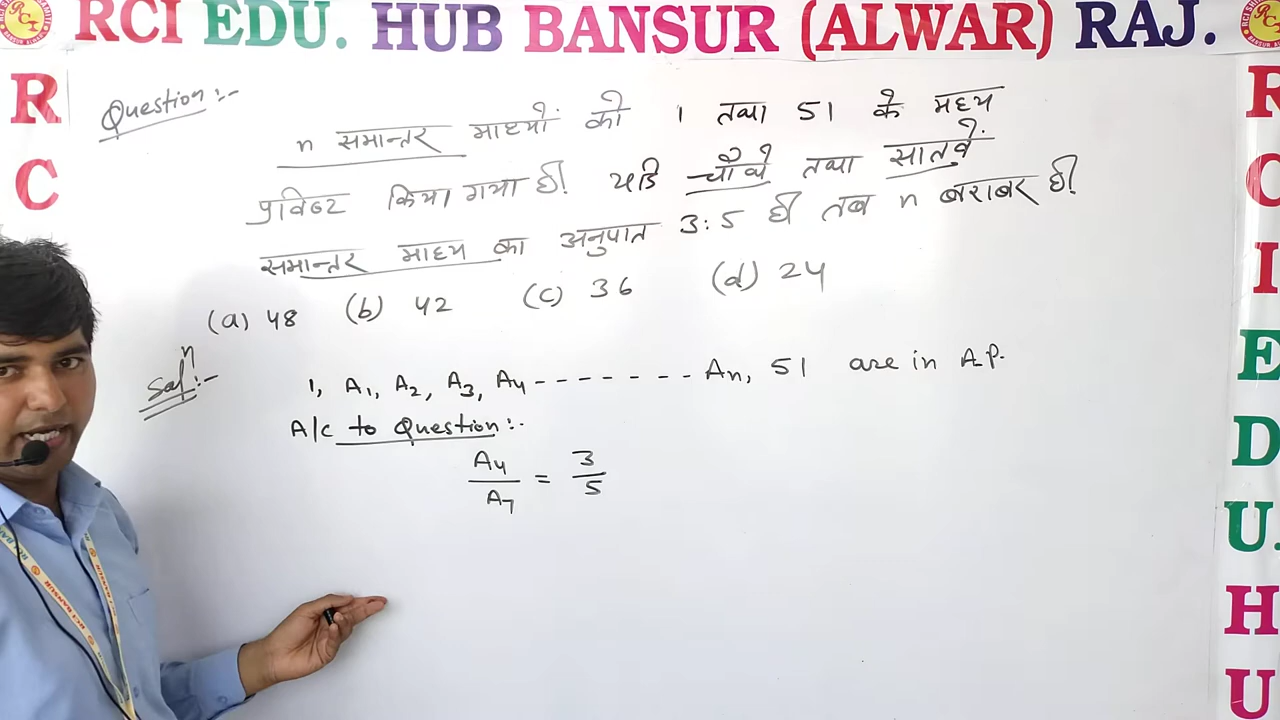 RCI EDU. HUB BANSUR (ALWAR) RAJ.
R
C
Question:-
n समान्तर माध्यों को 1 तथा 51 के मध्य
प्रविष्ट किया गया है। यदि चौथे तथा सातवें
समान्तर माध्य का अनुपात 3:5 है तब n बराबर है।
(a) 48 (b) 42 (c) 36 (d) 24
Solⁿ:-
1, A₁, A₂, A₃, A₄ - - - - - - - Aₙ, 51 are in A.P.
A/c to Question:-
A₄/A₇ = 3/5
R
C
I
E
D
U.
H
U